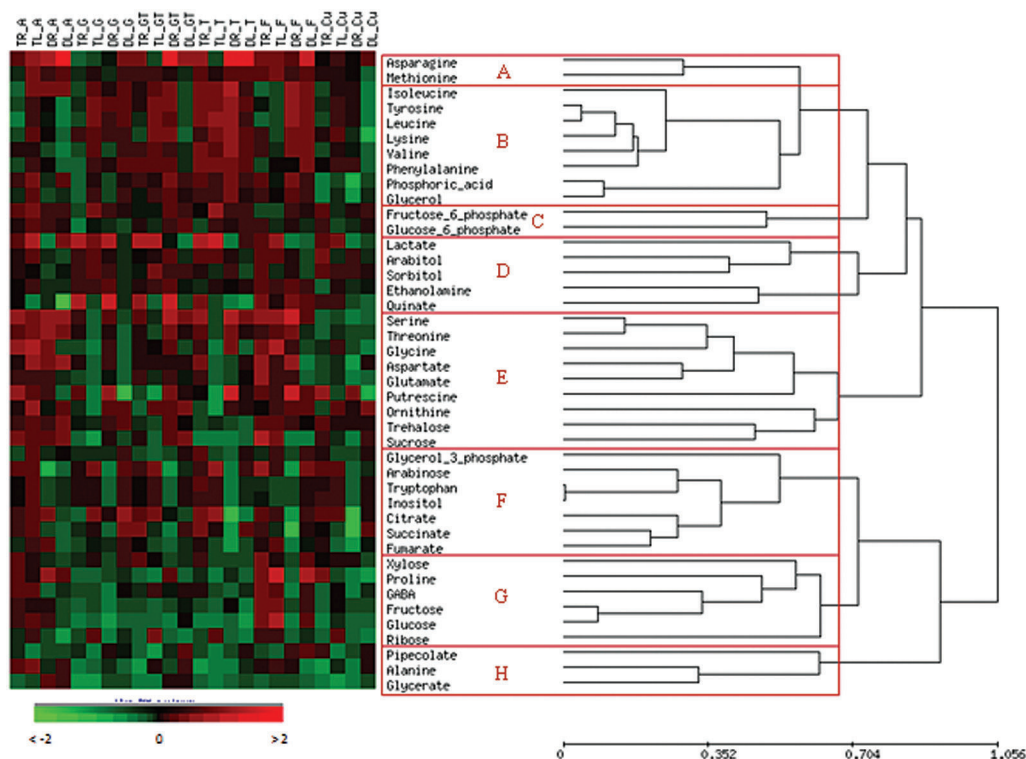 TR_A
TL_A
DR_A
DL_A
TR_G
TL_G
DR_G
DL_G
TR_GT
TL_GT
DR_GT
DL_GT
TR_T
TL_T
DR_T
DL_T
TR_F
TL_F
DR_F
DL_F
TR_Cu
TL_Cu
DR_Cu
DL_Cu
Asparagine
Methionine
A
Isoleucine
Tyrosine
Leucine
Lysine
Valine
Phenylalanine
Phosphoric_acid
Glycerol
B
Fructose_6_phosphate
Glucose_6_phosphate
C
Lactate
Arabitol
Sorbitol
Ethanolamine
Quinate
D
Serine
Threonine
Glycine
Aspartate
Glutamate
Putrescine
Ornithine
Trehalose
Sucrose
E
Glycerol_3_phosphate
Arabinose
Tryptophan
Inositol
Citrate
Succinate
Fumarate
F
Xylose
Proline
GABA
Fructose
Glucose
Ribose
G
Pipecolate
Alanine
Glycerate
H
< -2
0
>2
0
0.352
0.704
1.056